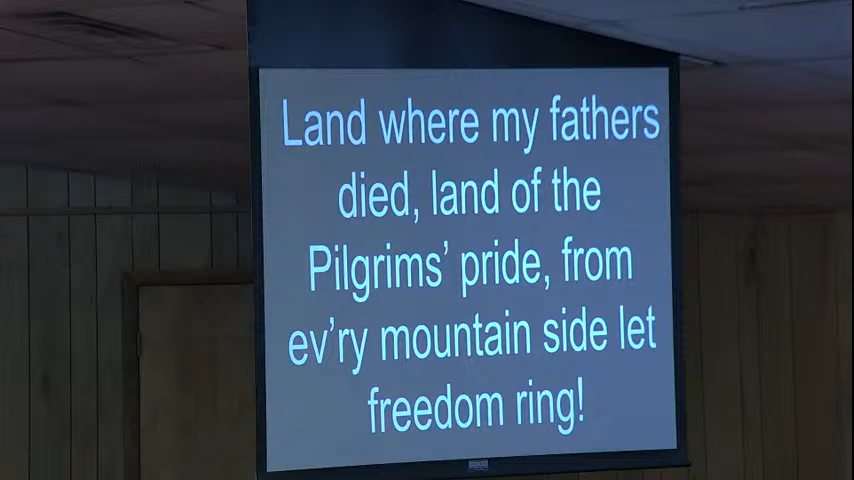 Land where my fathers
died, land of the
Pilgrims’ pride, from
ev’ry mountain side let
freedom ring!